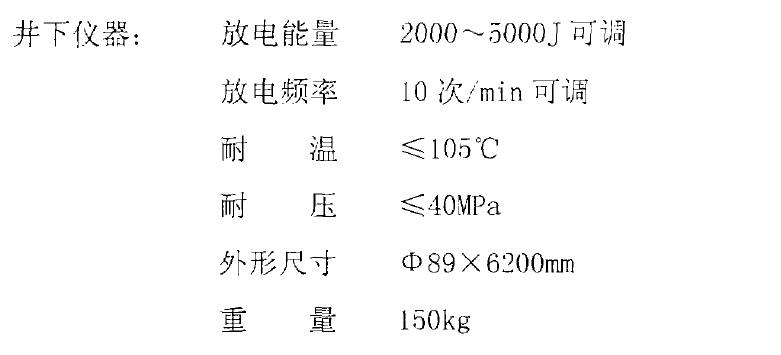 井下仪器： 放电能量 2000～5000J 可调
放电频率 10 次/min 可调
耐 温 ≤105℃
耐 压 ≤40MPa
外形尺寸 Φ89×6200mm
重 量 150kg